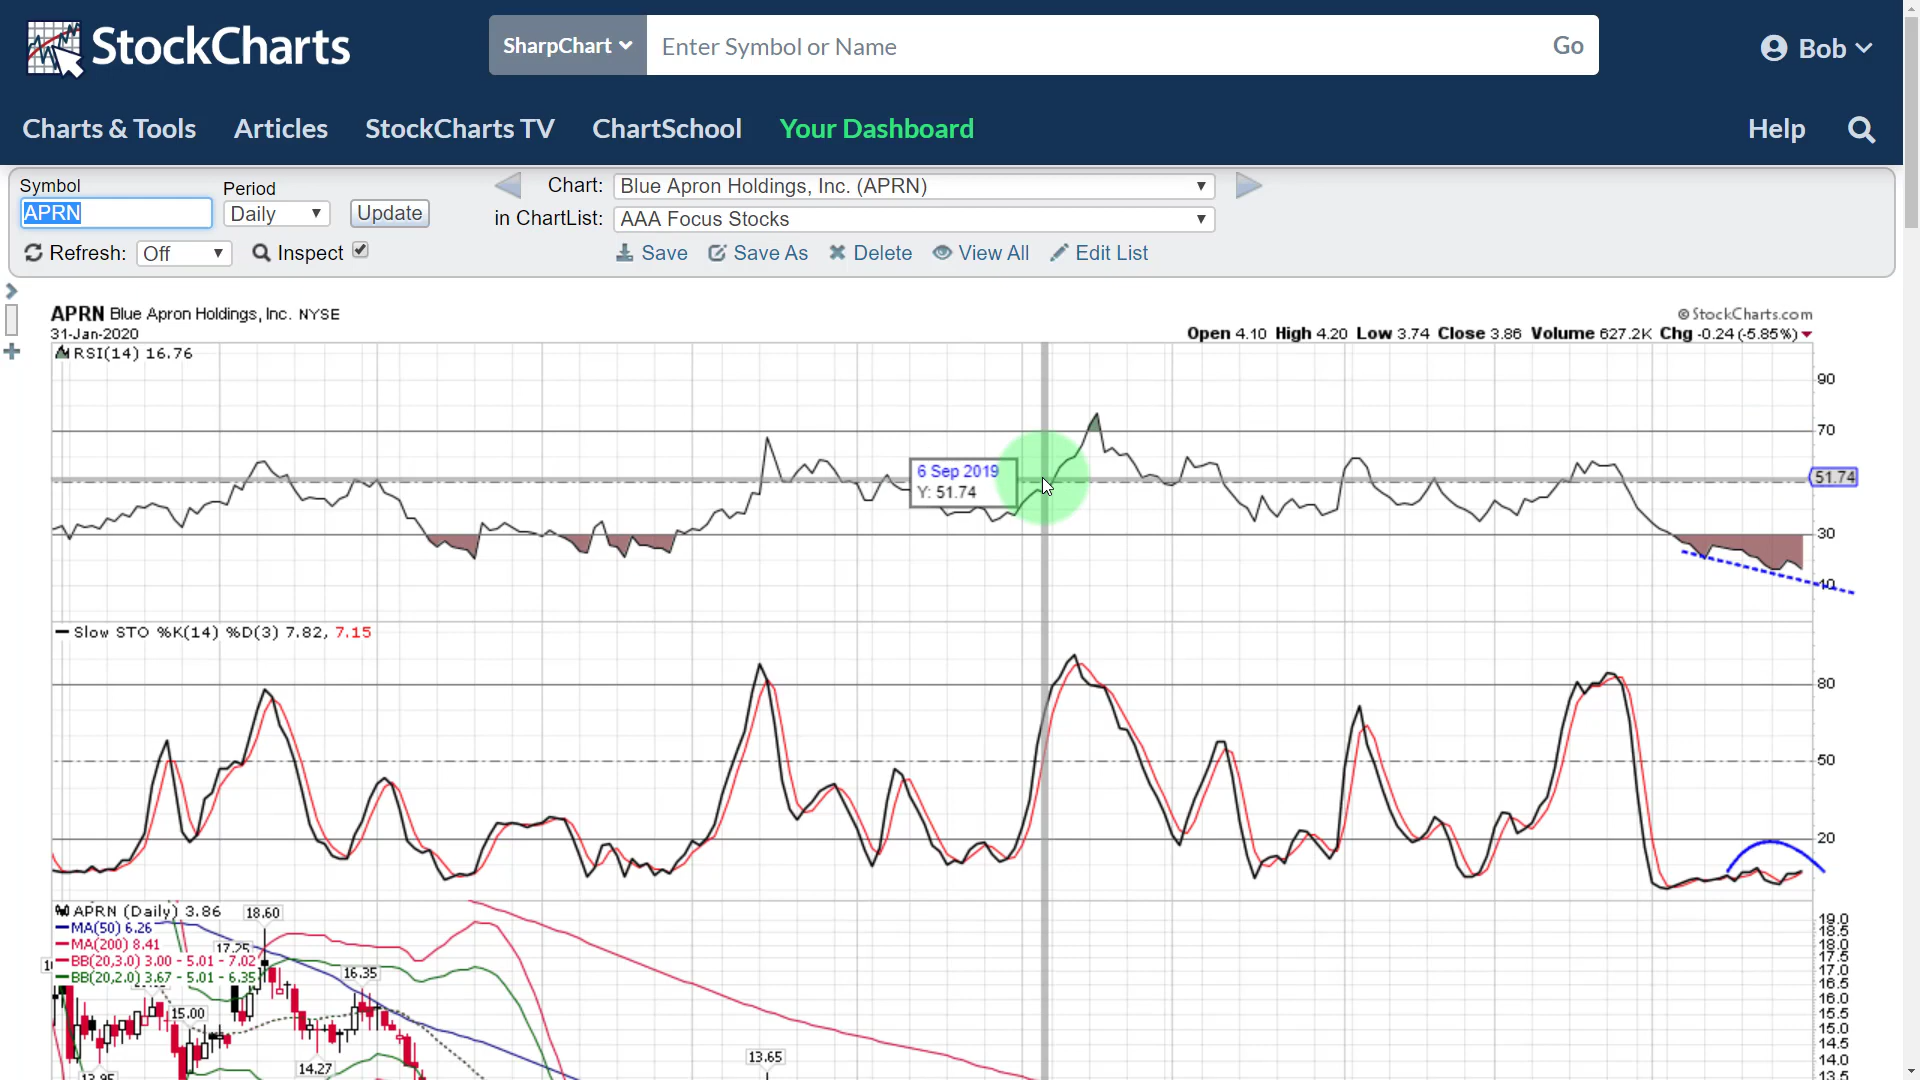 StockCharts
SharpChart Enter Symbol or Name Go
Bob
Charts & Tools Articles StockCharts TV ChartSchool Your Dashboard Help
Symbol Period Chart: Blue Apron Holdings, Inc. (APRN)
APRN Daily Update in ChartList: AAA Focus Stocks
Refresh: Off Inspect Save Save As Delete View All Edit List
APRN Blue Apron Holdings, Inc. NYSE ©StockCharts.com
31-Jan-2020 Open 4.10 High 4.20 Low 3.74 Close 3.86 Volume 627.2K Chg -0.24 (-5.85%)
RSI(14) 16.76
90
70
6 Sep 2019
Y: 51.74
51.74
30
10
Slow STO %K(14) %D(3) 7.82, 7.15
80
50
20
APRN (Daily) 3.86 18.60
MA(50) 6.26
MA(200) 8.41 17.25
BB(20,3.0) 3.00 - 5.01 - 7.02
BB(20,2.0) 3.67 - 5.01 - 6.35
16.35
15.00
14.27
13.95
13.65
19.0
18.5
18.0
17.5
17.0
16.5
16.0
15.5
15.0
14.5
14.0
13.5